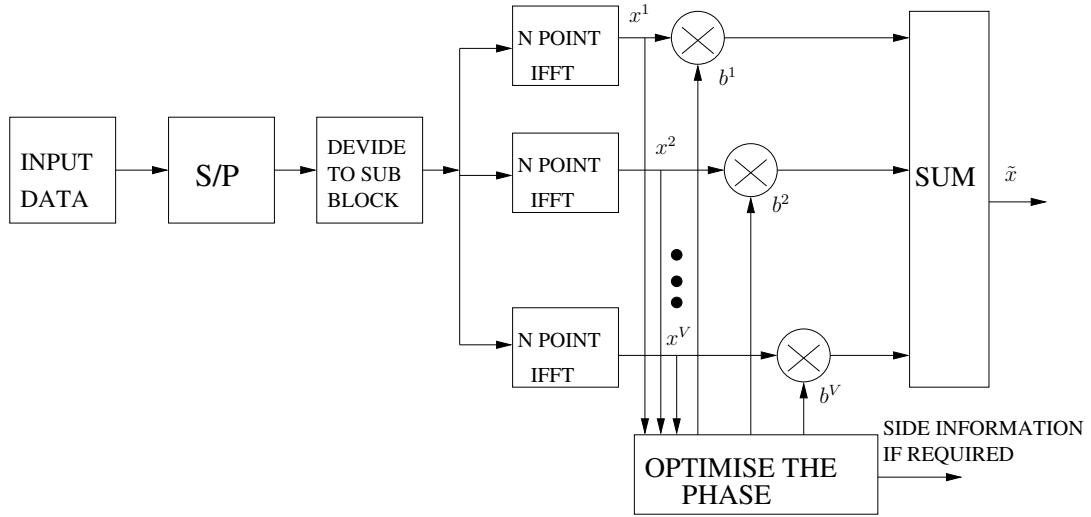 INPUT
DATA
S/P
DEVIDE
TO SUB
BLOCK
N POINT
IFFT
x^1
b^1
N POINT
IFFT
x^2
b^2
N POINT
IFFT
x^V
b^V
OPTIMISE THE
PHASE
SUM
x̃
SIDE INFORMATION
IF REQUIRED